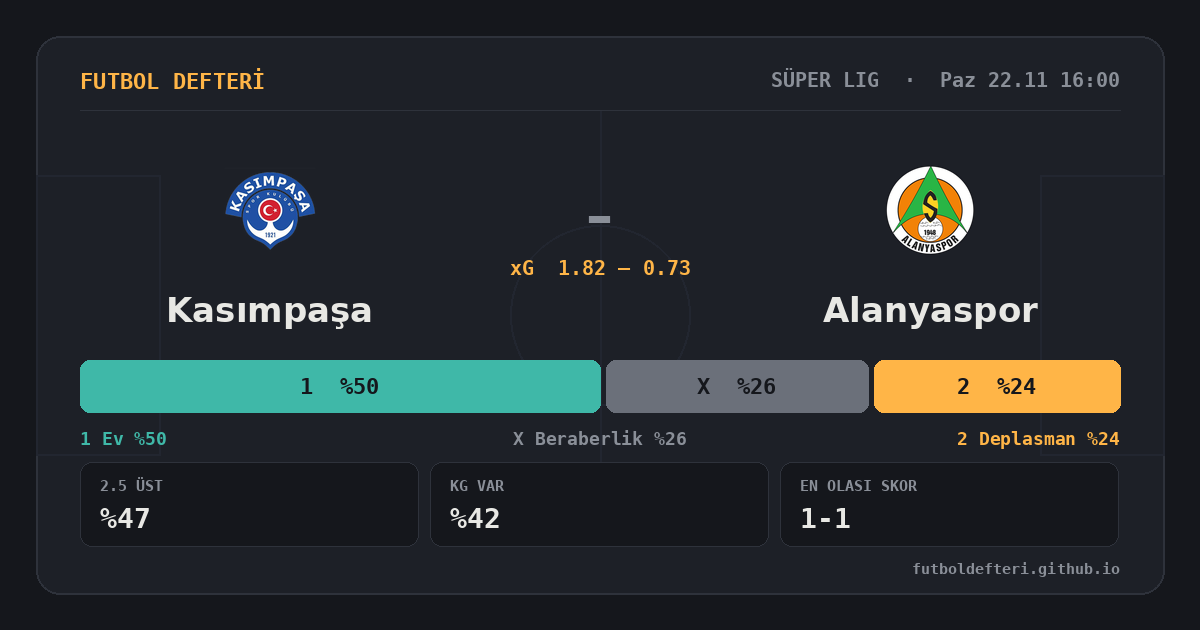 FUTBOL DEFTERİ
SÜPER LIG · Paz 22.11 16:00
KASIMPAŞA
SPOR KULÜBÜ
1921
1948
ALANYASPOR
–
xG 1.82 – 0.73
Kasımpaşa
Alanyaspor
1 %50
X %26
2 %24
1 Ev %50
X Beraberlik %26
2 Deplasman %24
2.5 ÜST
KG VAR
EN OLASI SKOR
%47
%42
1-1
futboldefteri.github.io